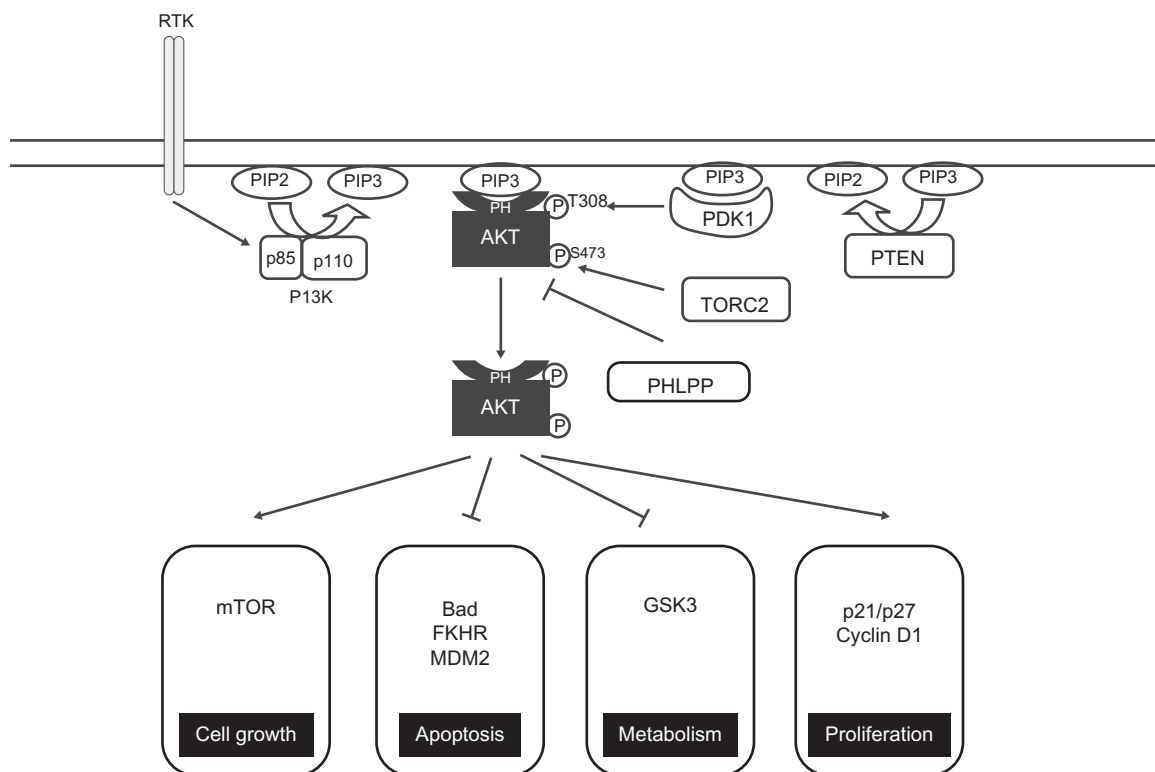 RTK
PIP2
PIP3
PIP3
PIP3
PIP2
PIP3
PH
P
T308
PDK1
AKT
P
S473
p85
p110
PTEN
P13K
TORC2
PH
P
AKT
P
PHLPP
mTOR
Bad
FKHR
MDM2
GSK3
p21/p27
Cyclin D1
Cell growth
Apoptosis
Metabolism
Proliferation